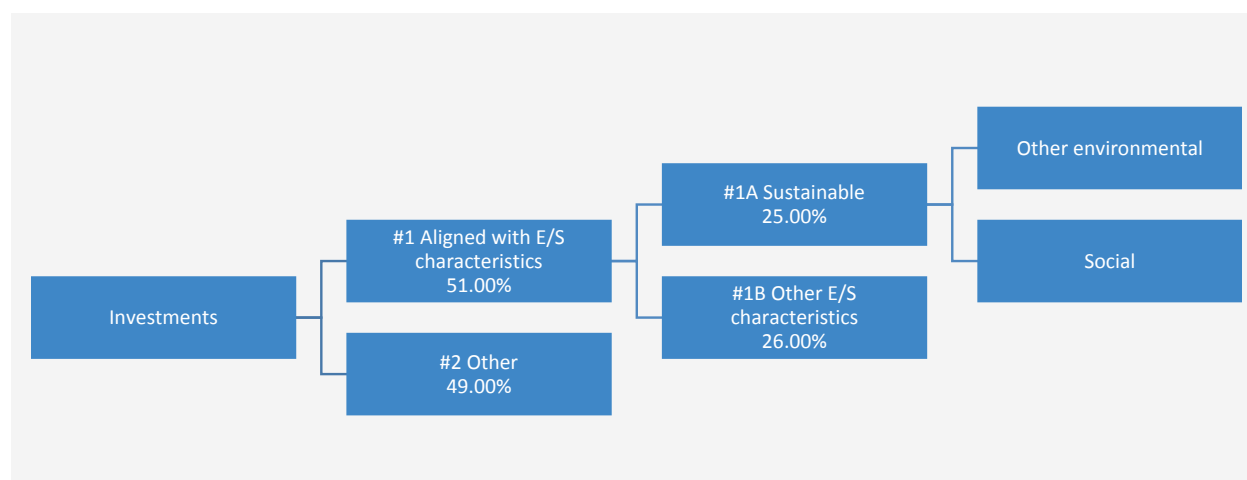 Investments
#1 Aligned with E/S
characteristics
51.00%
#2 Other
49.00%
#1A Sustainable
25.00%
#1B Other E/S
characteristics
26.00%
Other environmental
Social